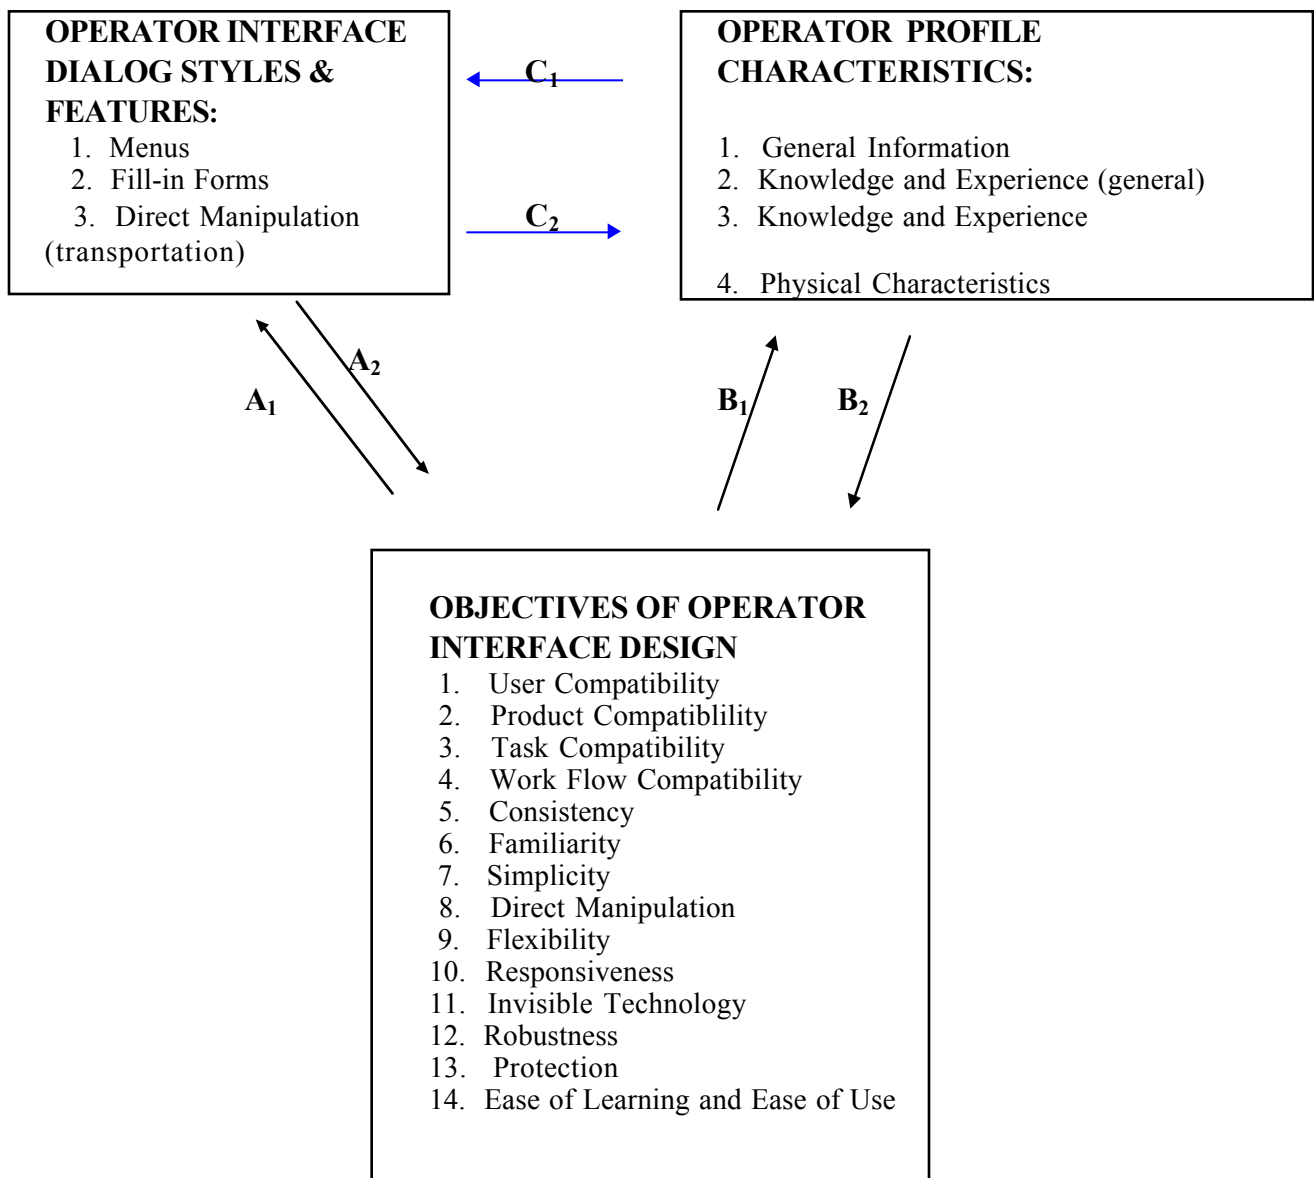 OPERATOR INTERFACE
DIALOG STYLES &
FEATURES:
1. Menus
2. Fill-in Forms
3. Direct Manipulation
(transportation)
C₁
C₂
OPERATOR PROFILE
CHARACTERISTICS:
1. General Information
2. Knowledge and Experience (general)
3. Knowledge and Experience
4. Physical Characteristics
A₂
A₁
B₁
B₂
OBJECTIVES OF OPERATOR
INTERFACE DESIGN
1. User Compatibility
2. Product Compatiblility
3. Task Compatibility
4. Work Flow Compatibility
5. Consistency
6. Familiarity
7. Simplicity
8. Direct Manipulation
9. Flexibility
10. Responsiveness
11. Invisible Technology
12. Robustness
13. Protection
14. Ease of Learning and Ease of Use